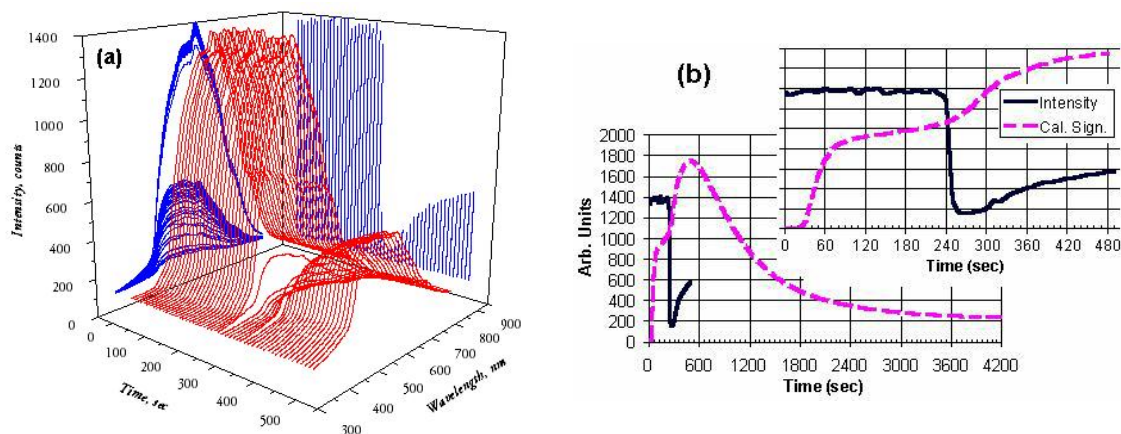 (a)
Intensity, counts
1400
1200
1000
800
600
400
200
0
0
100
200
300
400
500
Time, sec
300
400
500
600
700
800
900
Wavelength, nm
(b)
Intensity
Cal. Sign.
0 60 120 180 240 300 360 420 480
Time (sec)
Arb. Units
2000
1800
1600
1400
1200
1000
800
600
400
200
0
0 600 1200 1800 2400 3000 3600 4200
Time (sec)